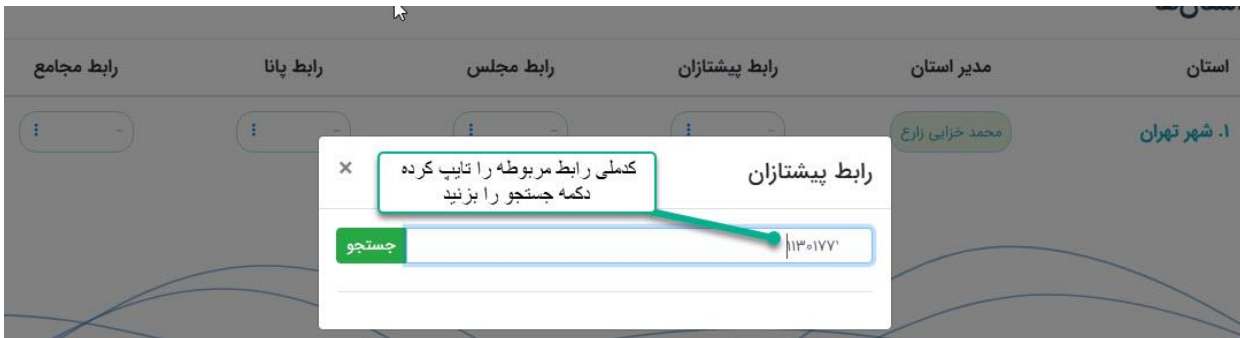 استان مدیر استان رابط پیشتازان رابط مجلس رابط پانا رابط مجامع
۱. شهر تهران محمد خزایی زارع - - - -
رابط پیشتازان ×
کدملی رابط مربوطه را تایپ کرده
دکمه جستجو را بزنید
جستجو